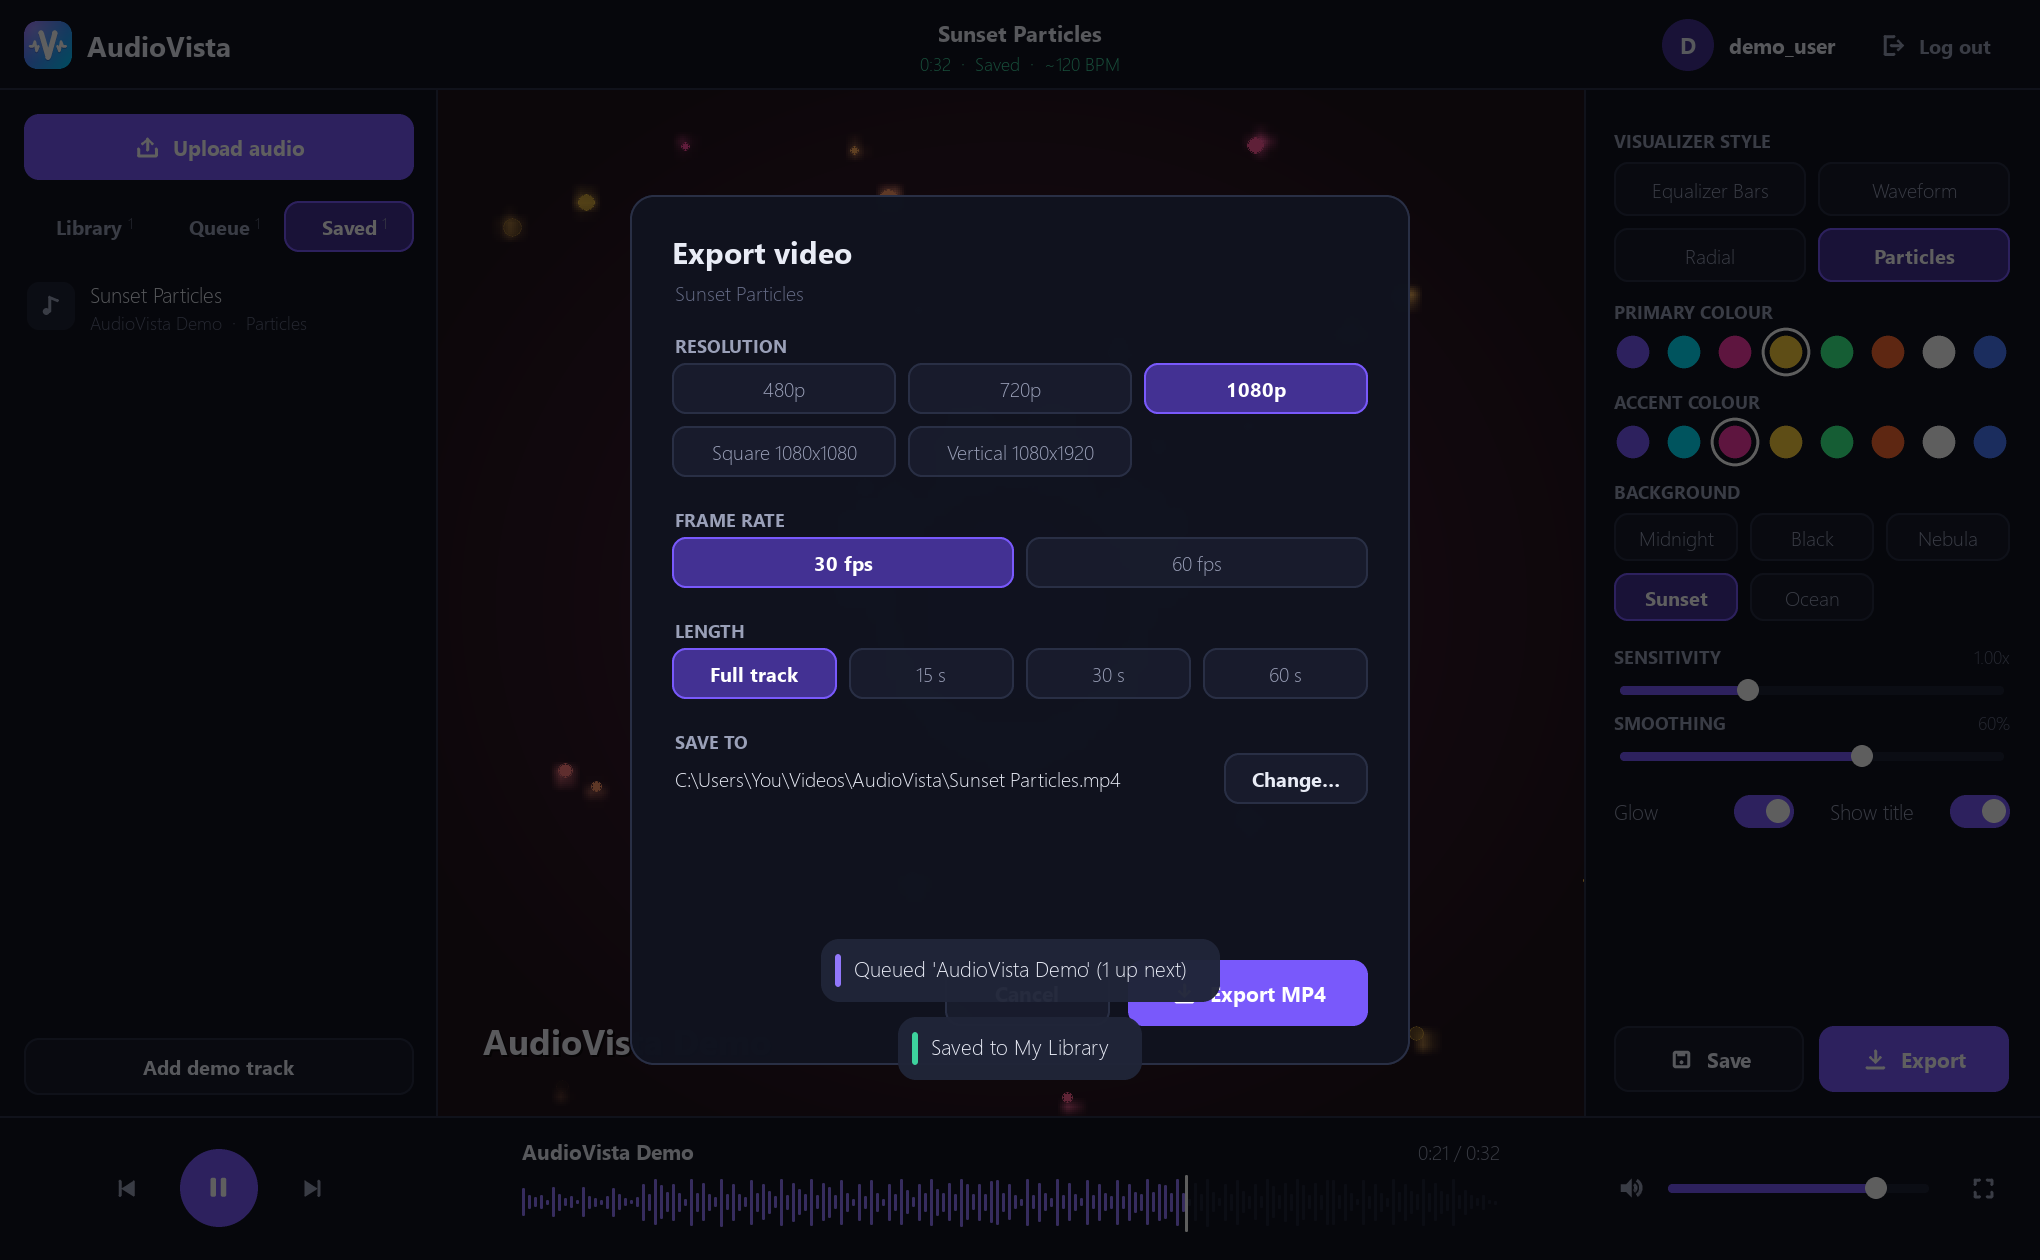 AudioVista
Sunset Particles
0:32 · Saved · ~120 BPM
D demo_user
Log out
Upload audio
Library 1
Queue 1
Saved 1
Sunset Particles
AudioVista Demo · Particles
Add demo track
Export video
Sunset Particles
RESOLUTION
480p
720p
1080p
Square 1080x1080
Vertical 1080x1920
FRAME RATE
30 fps
60 fps
LENGTH
Full track
15 s
30 s
60 s
SAVE TO
C:\Users\You\Videos\AudioVista\Sunset Particles.mp4
Change...
Queued 'AudioVista Demo' (1 up next)
Cancel
Export MP4
Saved to My Library
AudioVis
VISUALIZER STYLE
Equalizer Bars
Waveform
Radial
Particles
PRIMARY COLOUR
ACCENT COLOUR
BACKGROUND
Midnight
Black
Nebula
Sunset
Ocean
SENSITIVITY 1.00x
SMOOTHING 60%
Glow
Show title
Save
Export
AudioVista Demo
0:21 / 0:32